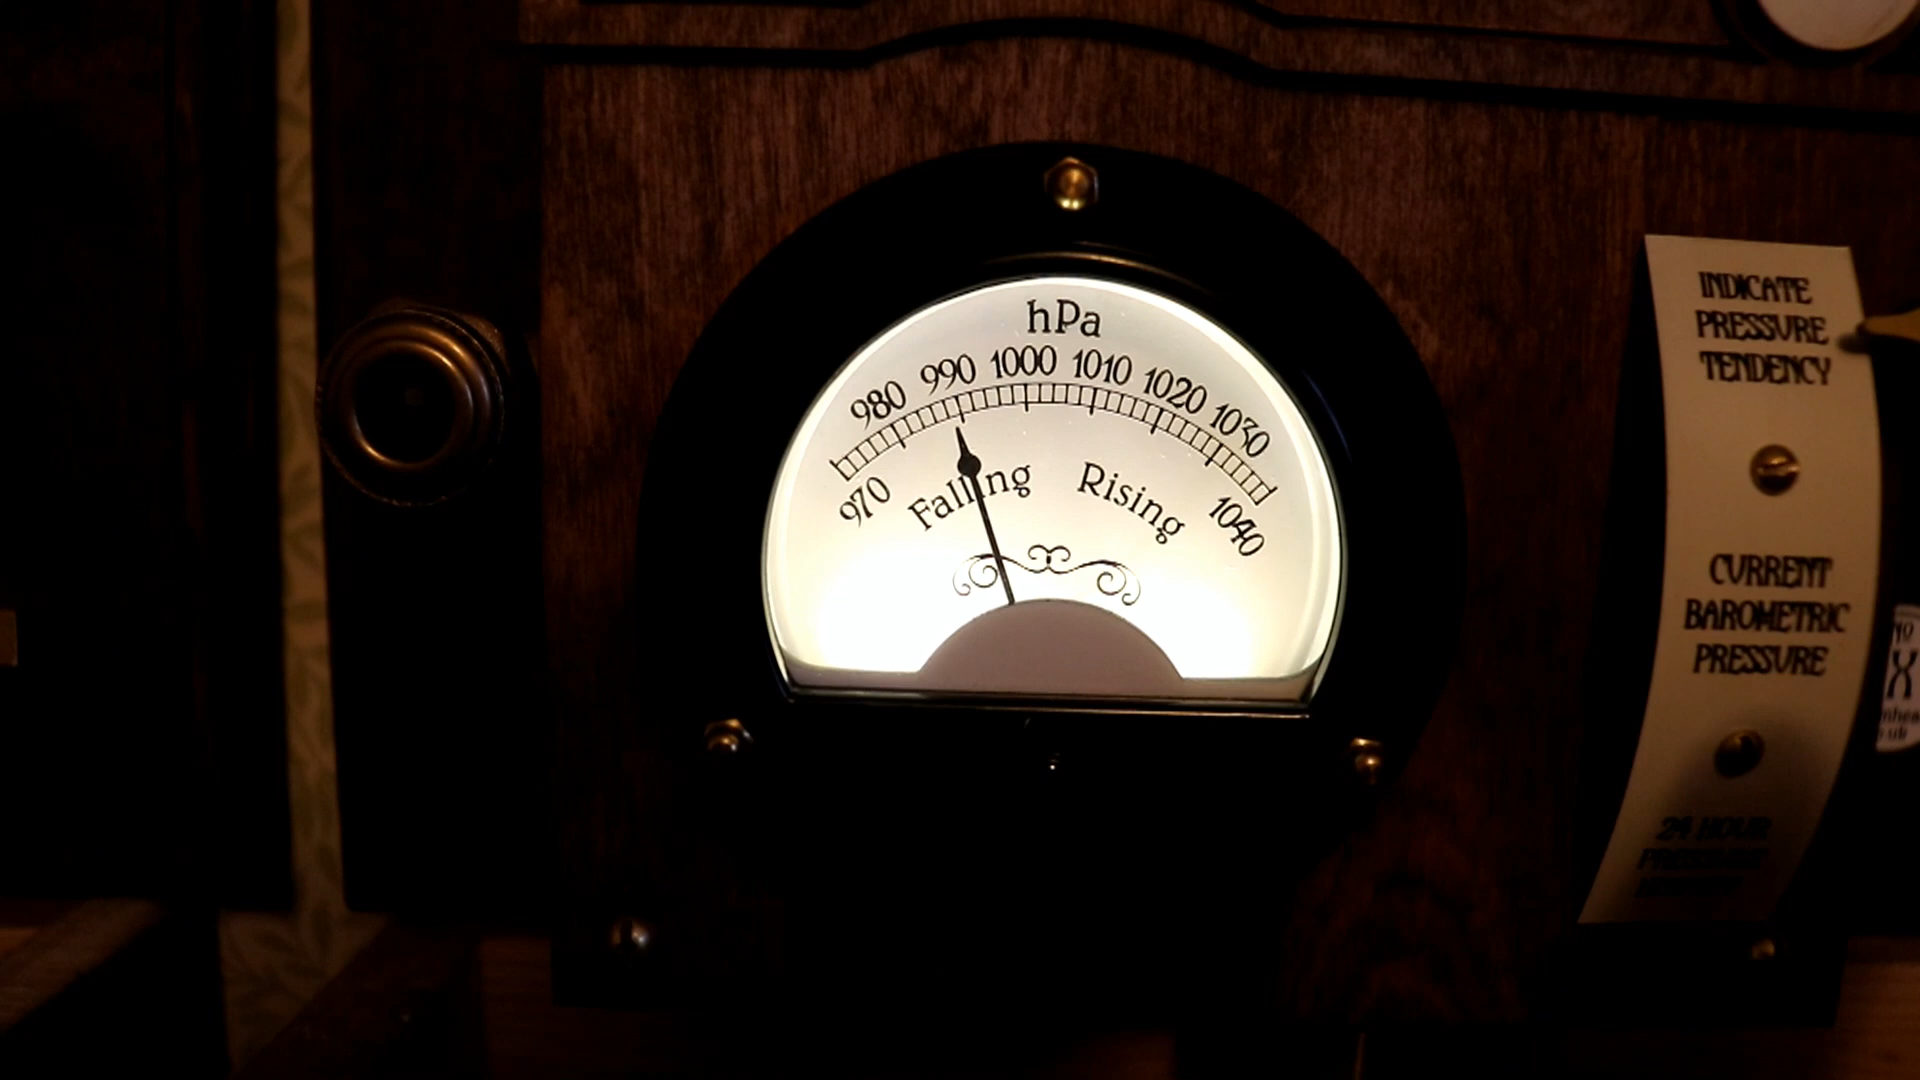 hPa
970 980 990 1000 1010 1020 1030 1040
Falling Rising
INDICATE
PRESSURE
TENDENCY
CURRENT
BAROMETRIC
PRESSURE
24 HOUR
PRESSURE